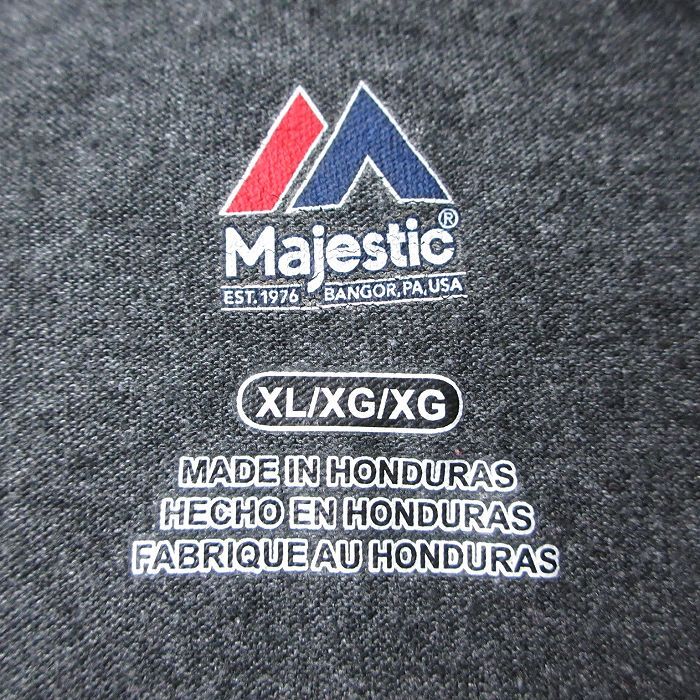 Majestic®
EST. 1976 BANGOR, PA, USA
XL/XG/XG
MADE IN HONDURAS
HECHO EN HONDURAS
FABRIQUE AU HONDURAS